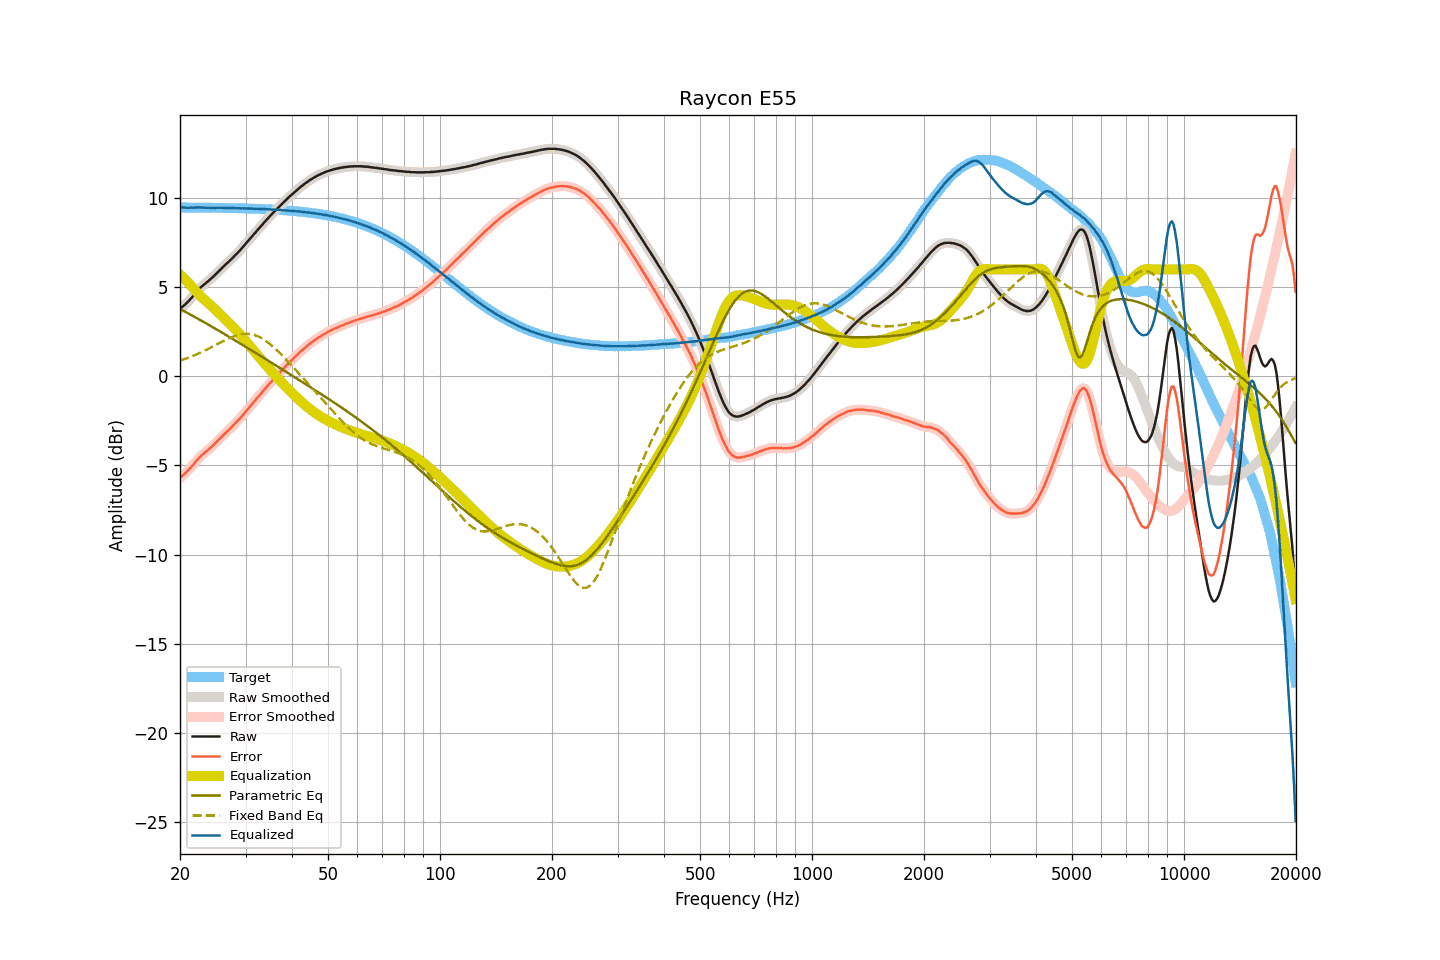 Raycon E55
Amplitude (dBr)
10
5
0
−5
−10
−15
−20
−25
Target
Raw Smoothed
Error Smoothed
Raw
Error
Equalization
Parametric Eq
Fixed Band Eq
Equalized
20 50 100 200 500 1000 2000 5000 10000 20000
Frequency (Hz)